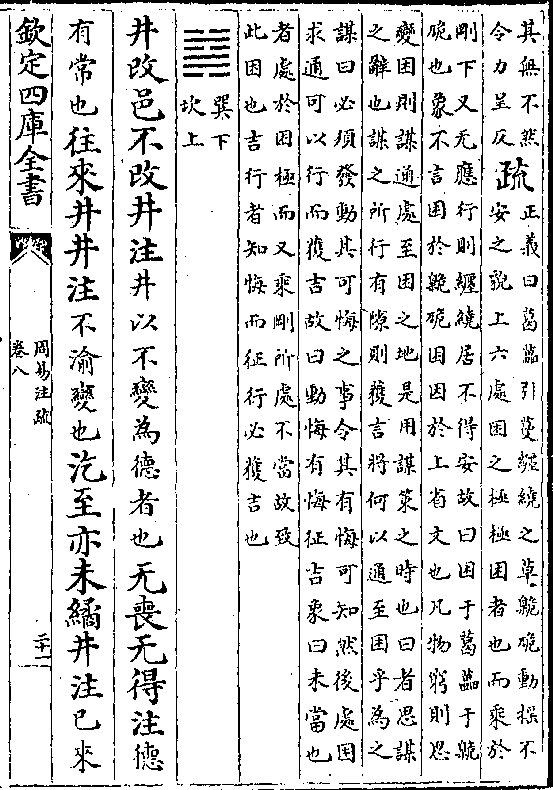 其無不然
令力呈反
疏
正義曰葛藟引蔓纏繞之草臲卼動揺不
安之貌上六處困之極極困者也而乘於
剛下又无應行則纏繞居不得安故曰困于葛藟于臲
卼也象不言困於臲卼困因於上省文也凡物窮則思
變困則謀通處至困之地是用謀策之時也曰者思謀
之辭也謀之所行有隙則獲言將何以通至困乎為之
謀曰必須發動其可悔之事令其有悔可知然後處困
求通可以行而獲吉故曰動悔有悔征吉象曰未當也
者處於困極而又乘剛所處不當故致
此困也吉行者知悔而征行必獲吉也
巽下
坎上
井改邑不改井注井以不變為德者也无喪无得注德
有常也往來井井注不渝變也汔至亦未繘井注已來
欽定四庫全書
周易注疏
卷八
二十一